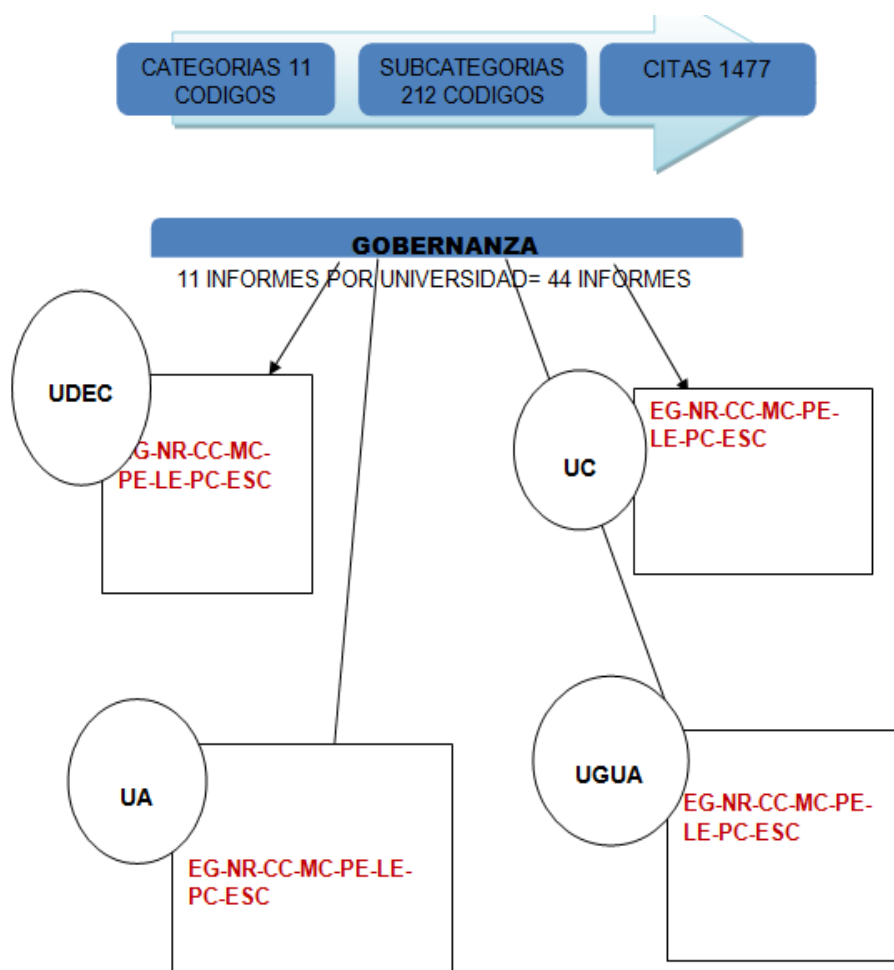 CATEGORIAS 11
CODIGOS
SUBCATEGORIAS
212 CODIGOS
CITAS 1477
GOBERNANZA
11 INFORMES POR UNIVERSIDAD= 44 INFORMES
UDEC
G-NR-CC-MC-
PE-LE-PC-ESC
UC
EG-NR-CC-MC-PE-
LE-PC-ESC
UA
EG-NR-CC-MC-PE-LE-
PC-ESC
UGUA
EG-NR-CC-MC-PE-
LE-PC-ESC